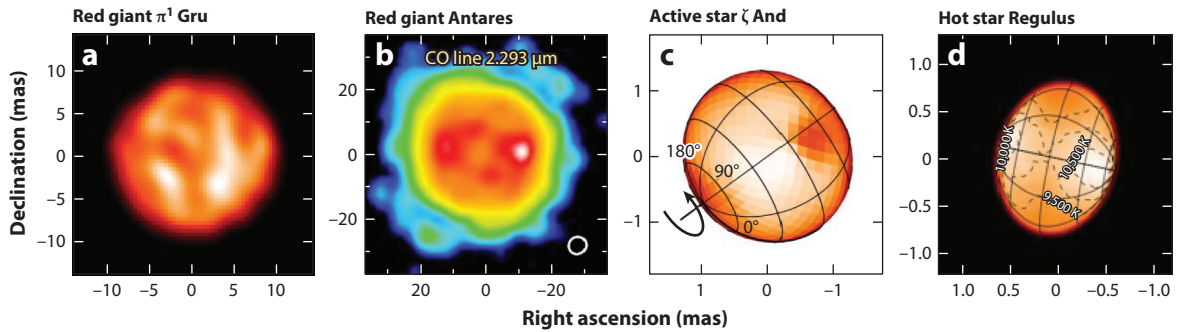 Red giant π¹ Gru
Red giant Antares
Active star ζ And
Hot star Regulus
a
b
c
d
CO line 2.293 μm
Declination (mas)
10
5
0
−5
−10
20
0
−20
1
0
−1
1.0
0.5
0
−0.5
−1.0
180°
90°
0°
10,000 K
10,500 K
9,500 K
−10 −5 0 5 10
20 0 −20
1 0 −1
1.0 0.5 0 −0.5 −1.0
Right ascension (mas)